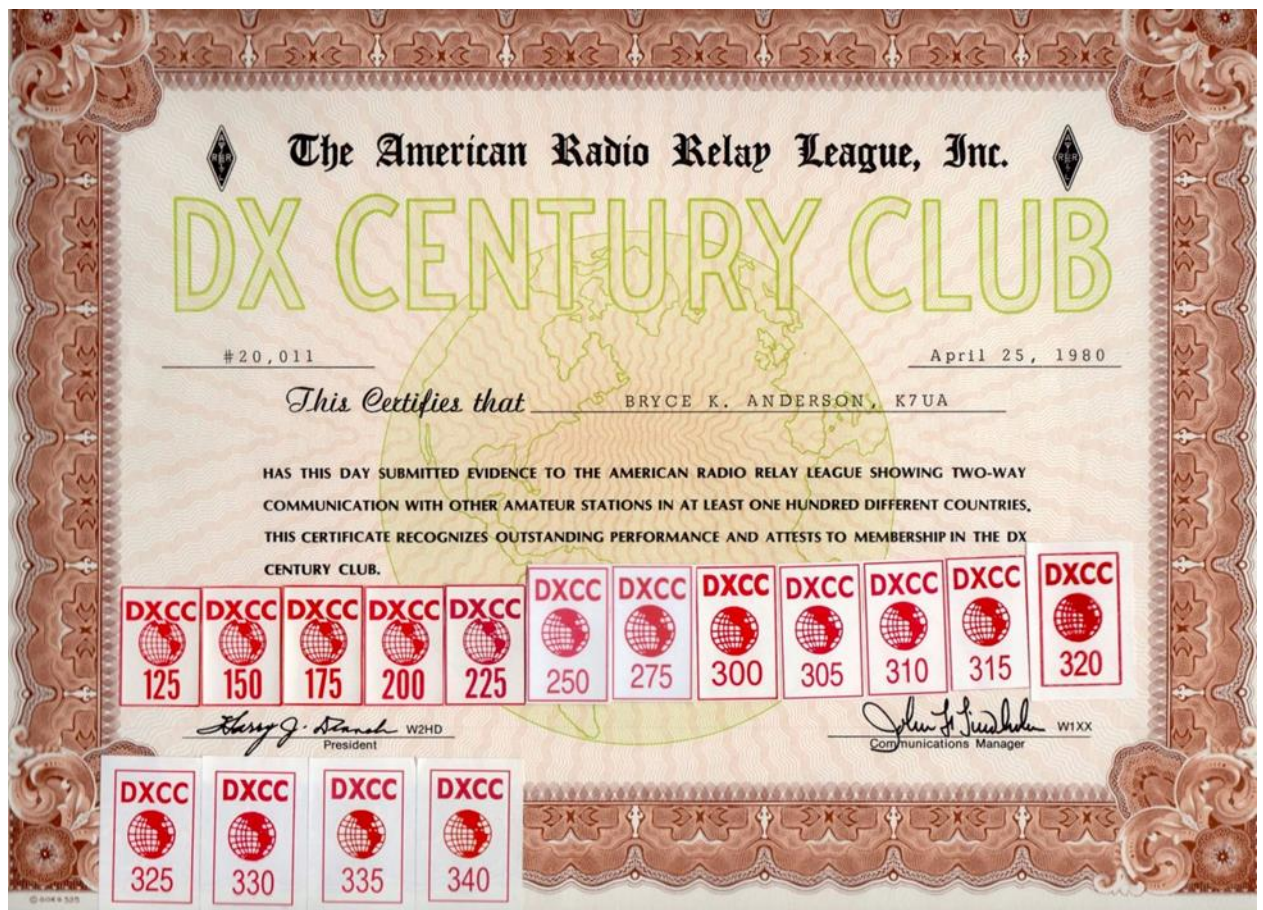 The American Radio Relay League, Inc.
DX CENTURY CLUB
#20,011
April 25, 1980
This Certifies that BRYCE K. ANDERSON, K7UA
HAS THIS DAY SUBMITTED EVIDENCE TO THE AMERICAN RADIO RELAY LEAGUE SHOWING TWO-WAY
COMMUNICATION WITH OTHER AMATEUR STATIONS IN AT LEAST ONE HUNDRED DIFFERENT COUNTRIES.
THIS CERTIFICATE RECOGNIZES OUTSTANDING PERFORMANCE AND ATTESTS TO MEMBERSHIP IN THE DX
CENTURY CLUB.
DXCC DXCC DXCC DXCC DXCC DXCC DXCC DXCC DXCC DXCC DXCC DXCC
125 150 175 200 225 250 275 300 305 310 315 320
Harry J. W2HD
President
John W1XX
Communications Manager
DXCC DXCC DXCC DXCC
325 330 335 340